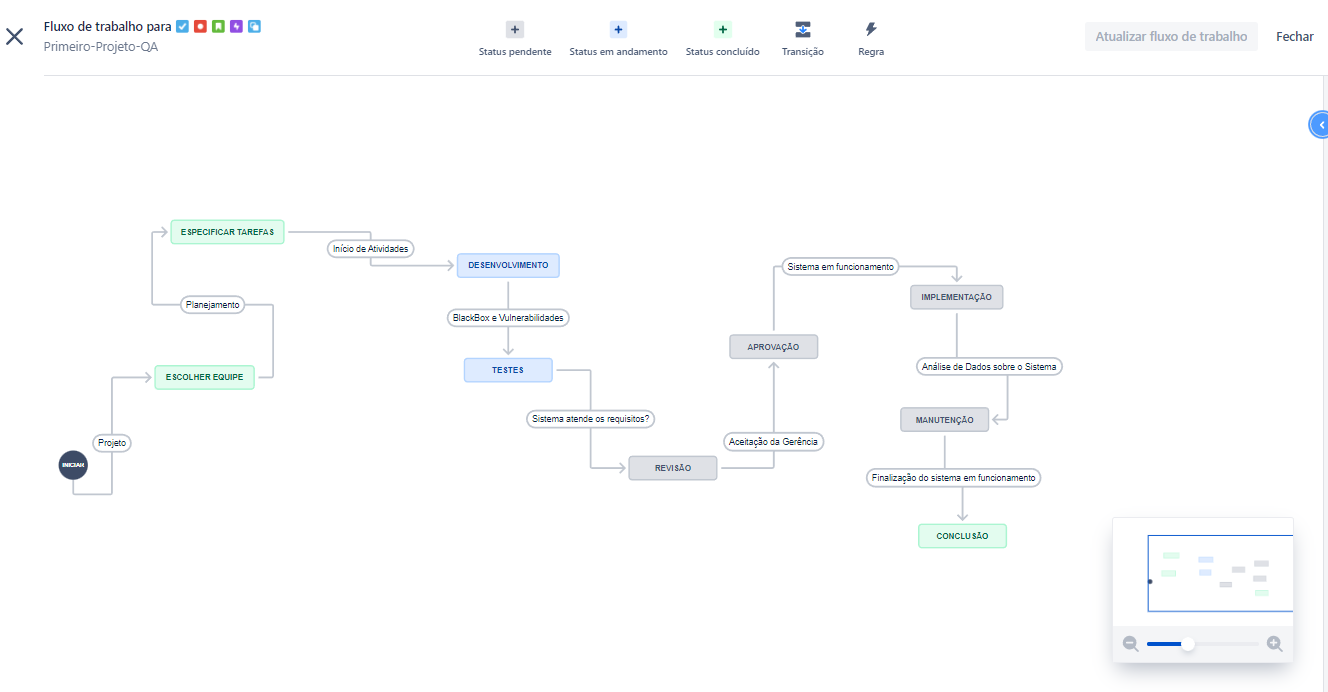 Fluxo de trabalho para
Primeiro-Projeto-QA
Status pendente
Status em andamento
Status concluído
Transição
Regra
Atualizar fluxo de trabalho
Fechar
ESPECIFICAR TAREFAS
Início de Atividades
DESENVOLVIMENTO
Sistema em funcionamento
IMPLEMENTAÇÃO
Planejamento
BlackBox e Vulnerabilidades
APROVAÇÃO
ESCOLHER EQUIPE
TESTES
Análise de Dados sobre o Sistema
Sistema atende os requisitos?
MANUTENÇÃO
Projeto
Aceitação da Gerência
INICIAR
REVISÃO
Finalização do sistema em funcionamento
CONCLUSÃO